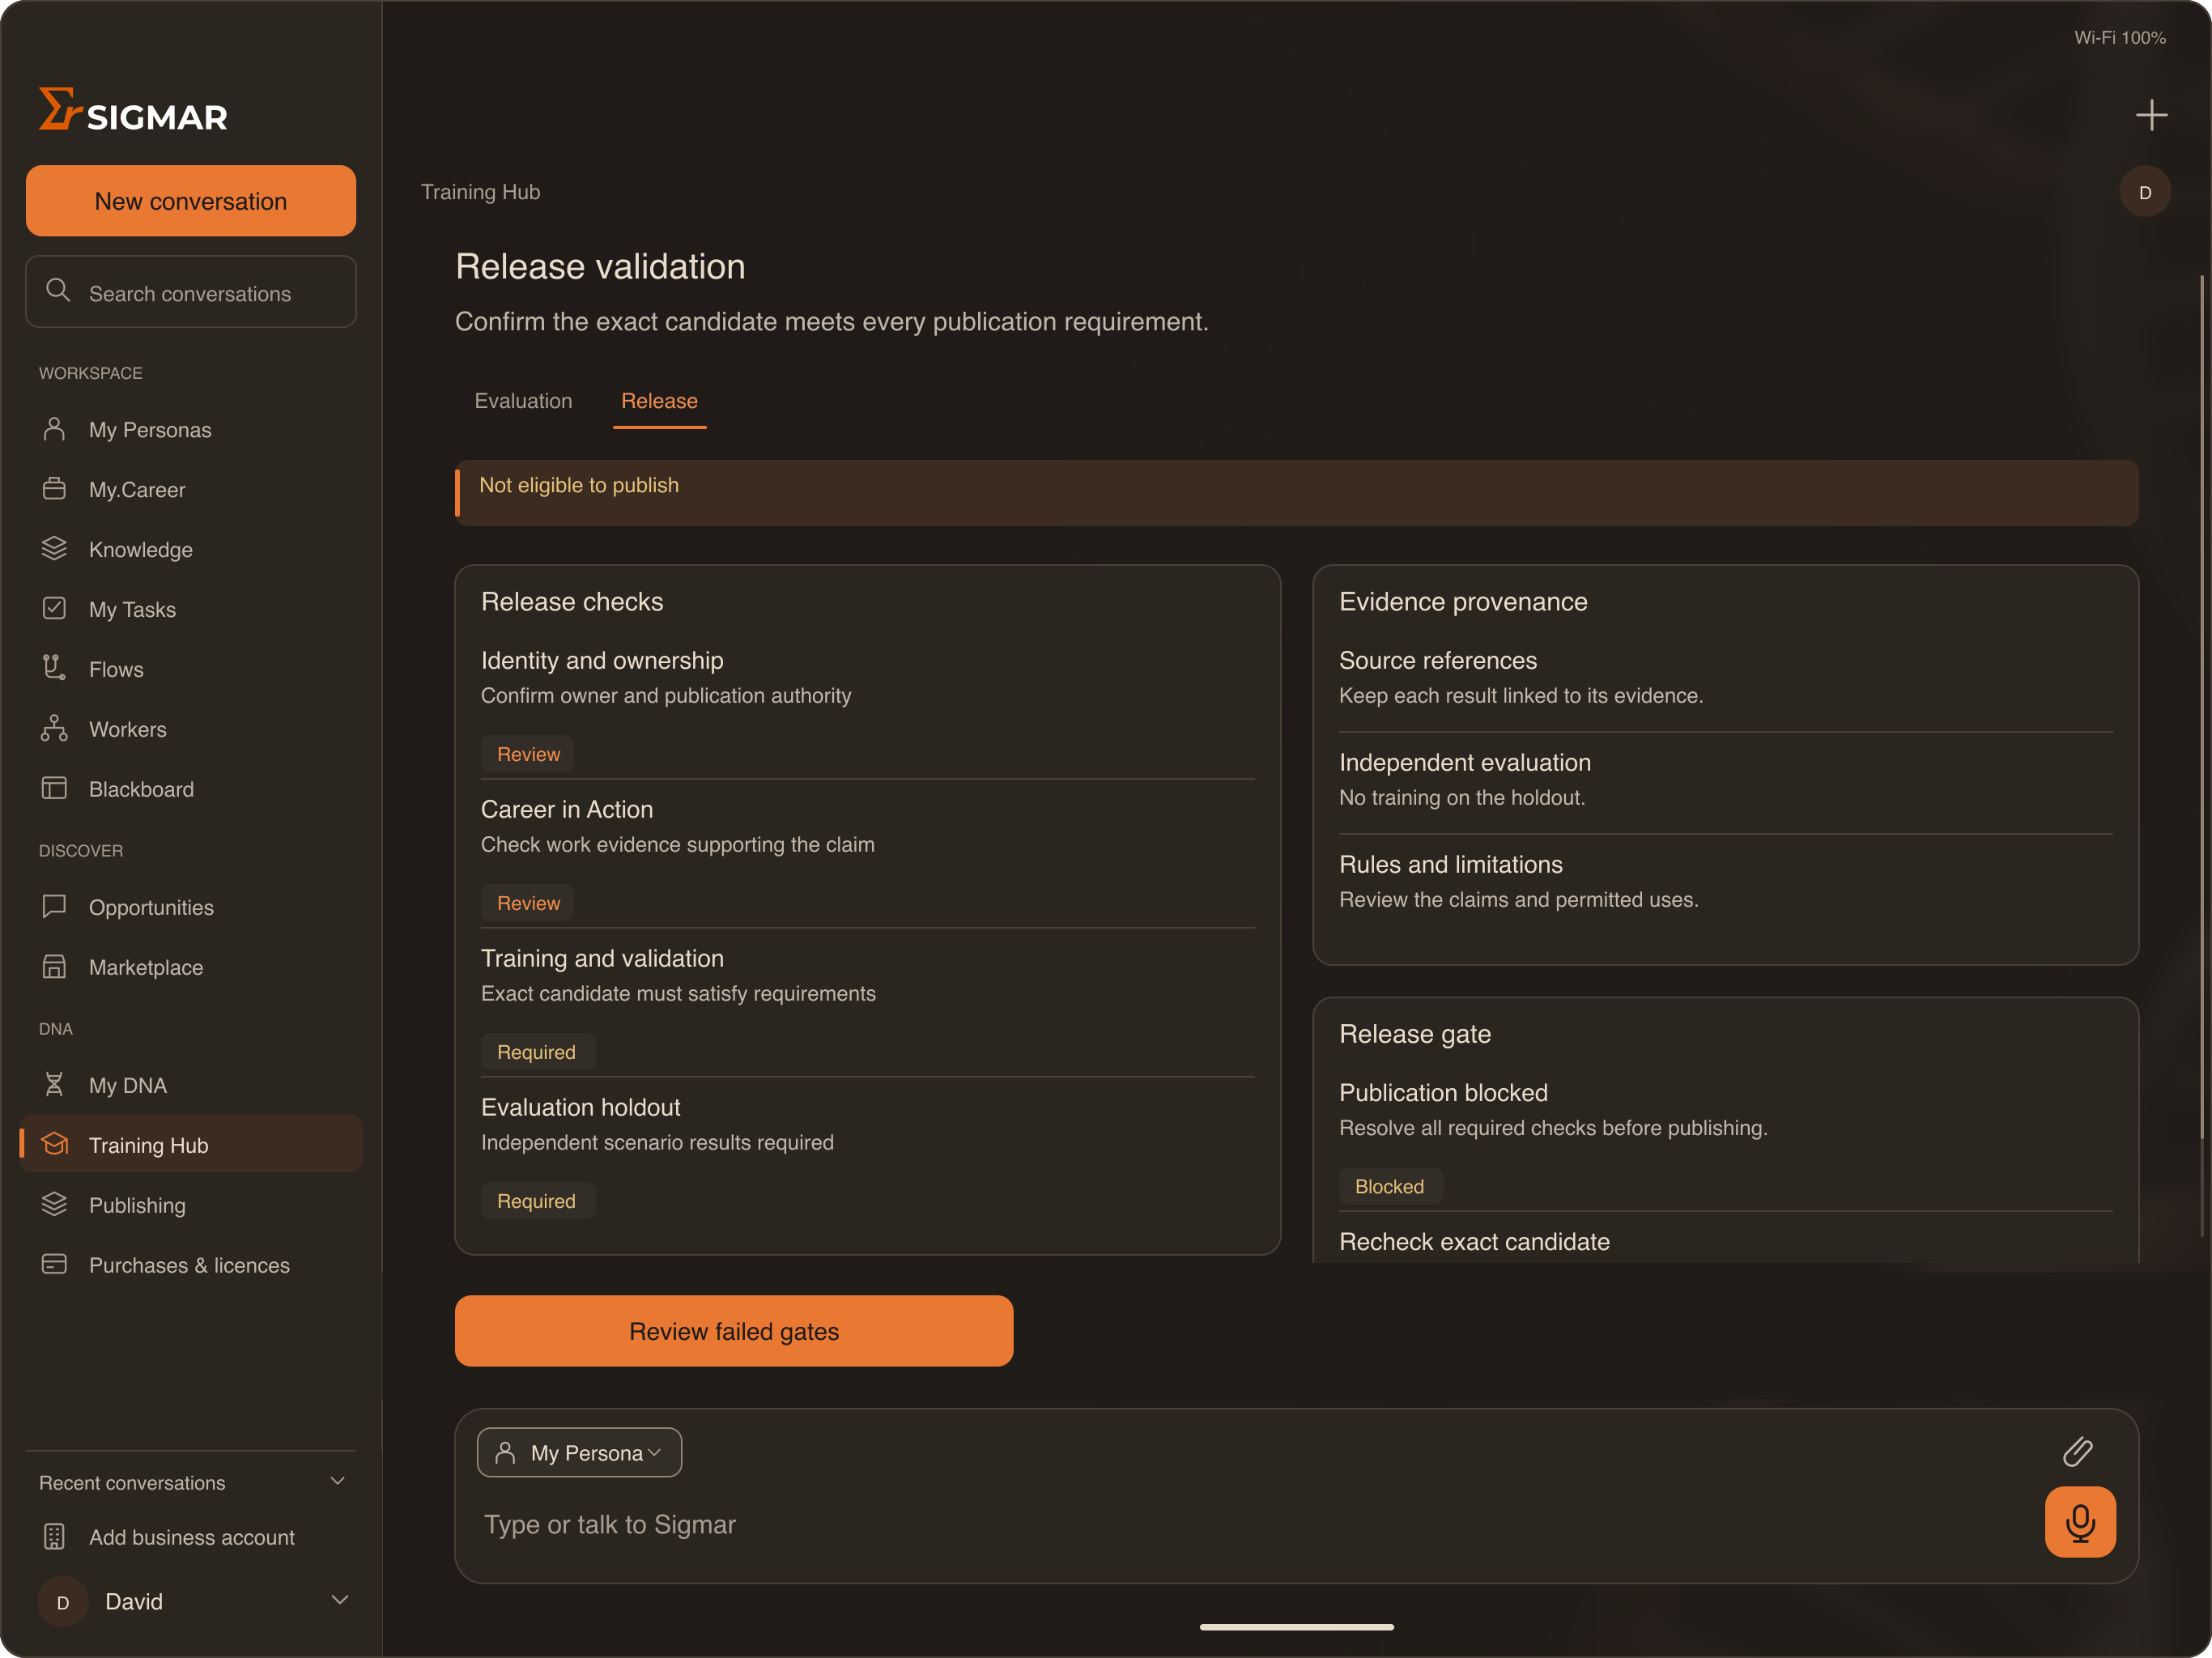 Wi-Fi 100%
Σr SIGMAR
New conversation
Search conversations
WORKSPACE
My Personas
My.Career
Knowledge
My Tasks
Flows
Workers
Blackboard
DISCOVER
Opportunities
Marketplace
DNA
My DNA
Training Hub
Publishing
Purchases & licences
Recent conversations
Add business account
D
David
Training Hub
D
Release validation
Confirm the exact candidate meets every publication requirement.
Evaluation
Release
Not eligible to publish
Release checks
Identity and ownership
Confirm owner and publication authority
Review
Career in Action
Check work evidence supporting the claim
Review
Training and validation
Exact candidate must satisfy requirements
Required
Evaluation holdout
Independent scenario results required
Required
Evidence provenance
Source references
Keep each result linked to its evidence.
Independent evaluation
No training on the holdout.
Rules and limitations
Review the claims and permitted uses.
Release gate
Publication blocked
Resolve all required checks before publishing.
Blocked
Recheck exact candidate
Review failed gates
My Persona
Type or talk to Sigmar